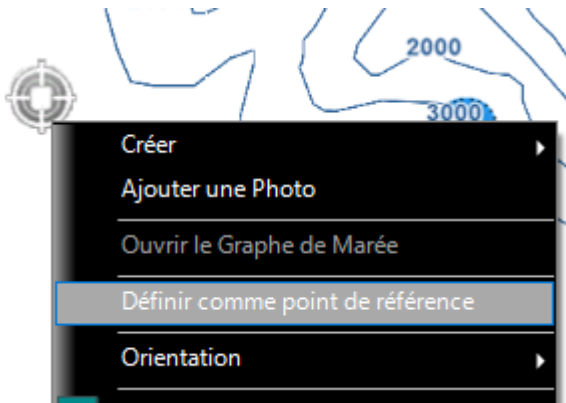 2000
3000
Créer
Ajouter une Photo
Ouvrir le Graphe de Marée
Définir comme point de référence
Orientation